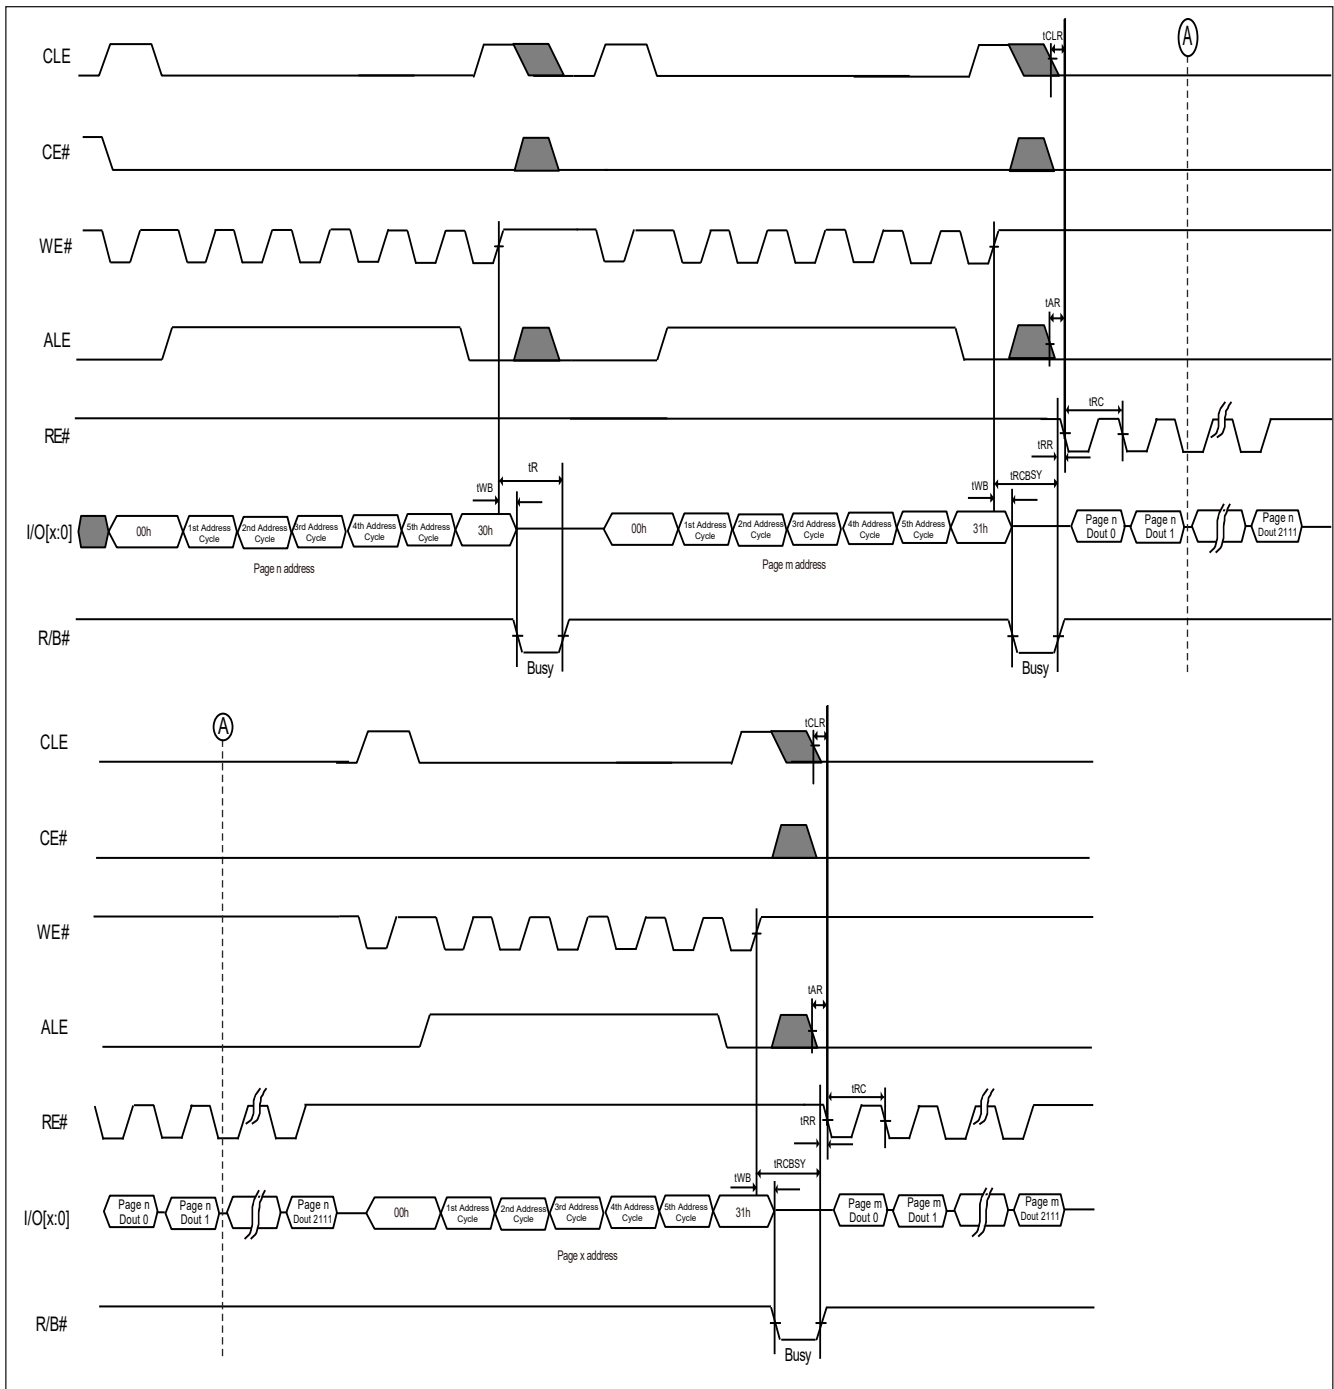 tCLR
A
CLE
CE#
WE#
tAR
ALE
tRC
RE#
tRR
tR
tRCBSY
tWB
tWB
I/O[x:0]
00h
1st Address Cycle
2nd Address Cycle
3rd Address Cycle
4th Address Cycle
5th Address Cycle
30h
00h
1st Address Cycle
2nd Address Cycle
3rd Address Cycle
4th Address Cycle
5th Address Cycle
31h
Page n Dout 0
Page n Dout 1
Page n Dout 2111
Page n address
Page m address
R/B#
Busy
Busy
A
tCLR
CLE
CE#
WE#
tAR
ALE
tRC
RE#
tRR
tRCBSY
tWB
I/O[x:0]
Page n Dout 0
Page n Dout 1
Page n Dout 2111
00h
1st Address Cycle
2nd Address Cycle
3rd Address Cycle
4th Address Cycle
5th Address Cycle
31h
Page m Dout 0
Page m Dout 1
Page m Dout 2111
Page x address
R/B#
Busy